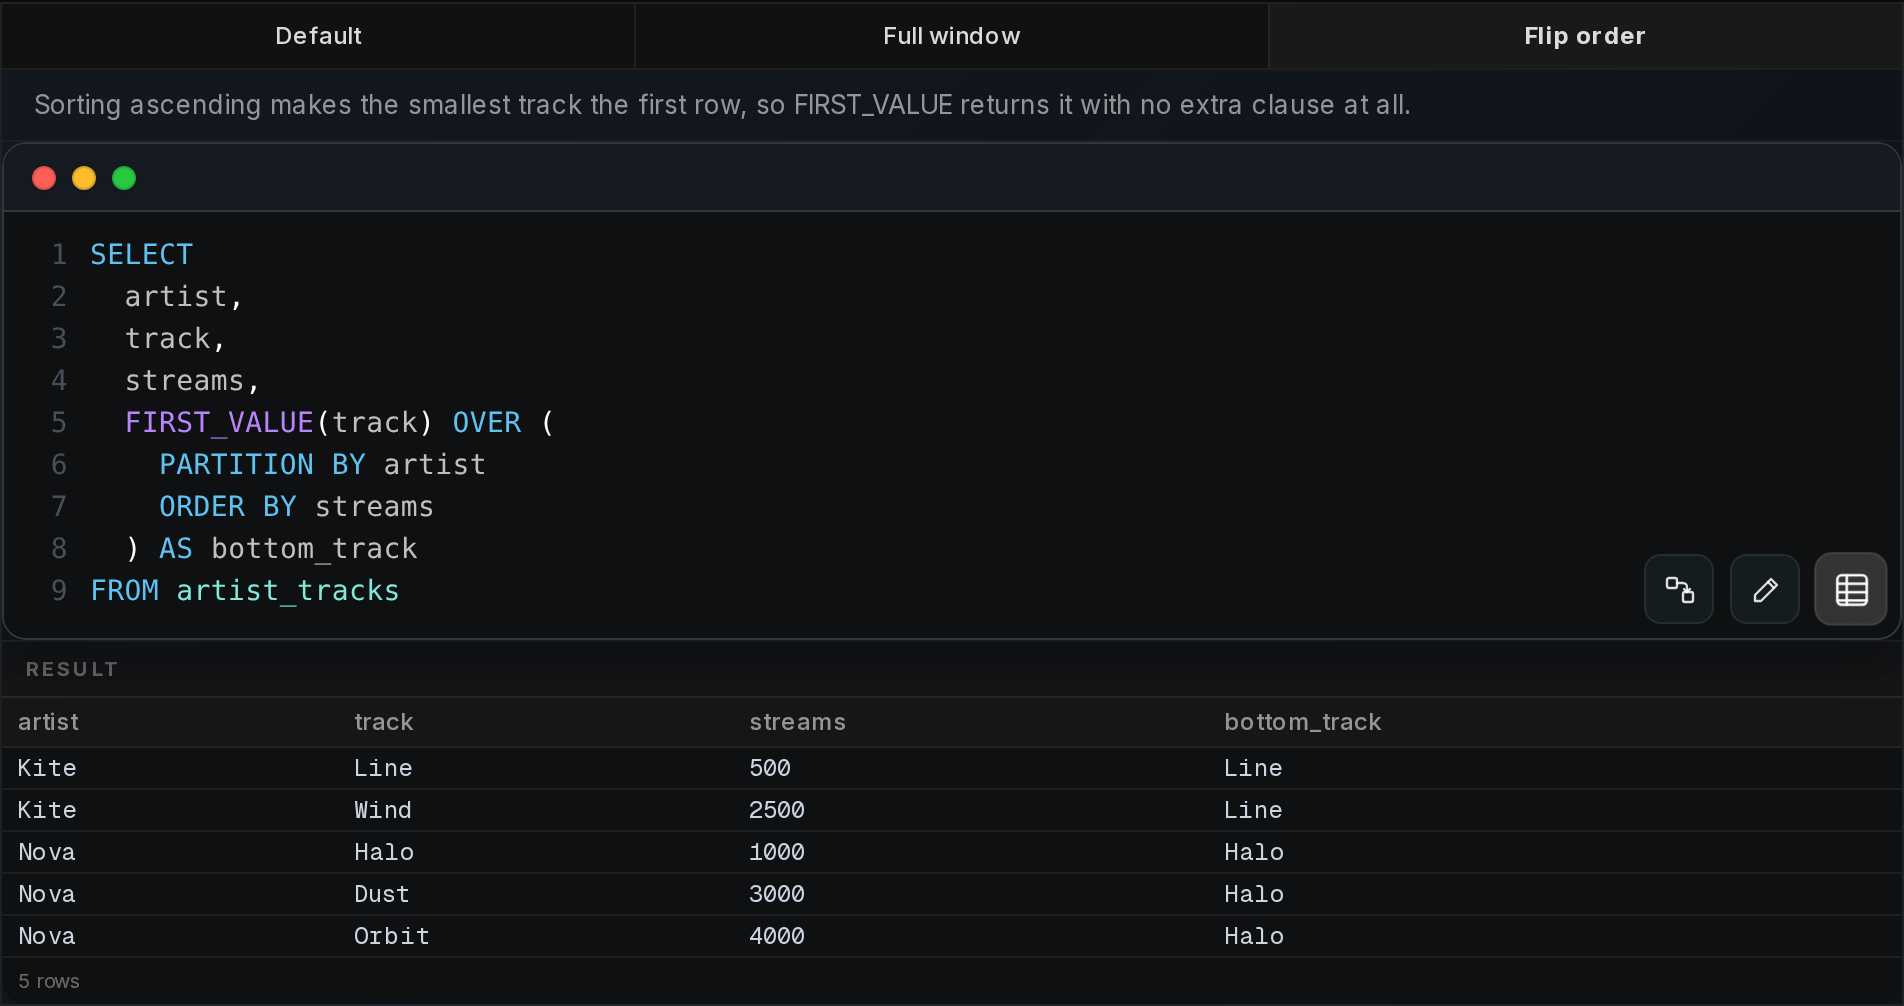 Default Full window Flip order
Sorting ascending makes the smallest track the first row, so FIRST_VALUE returns it with no extra clause at all.
1 SELECT
2   artist,
3   track,
4   streams,
5   FIRST_VALUE(track) OVER (
6     PARTITION BY artist
7     ORDER BY streams
8   ) AS bottom_track
9 FROM artist_tracks
RESULT
artist track streams bottom_track
Kite Line 500 Line
Kite Wind 2500 Line
Nova Halo 1000 Halo
Nova Dust 3000 Halo
Nova Orbit 4000 Halo
5 rows